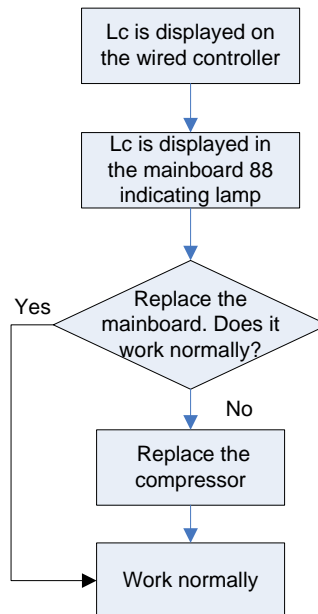 Lc is displayed on
the wired controller
Lc is displayed in
the mainboard 88
indicating lamp
Yes
Replace the
mainboard. Does it
work normally?
No
Replace the
compressor
Work normally